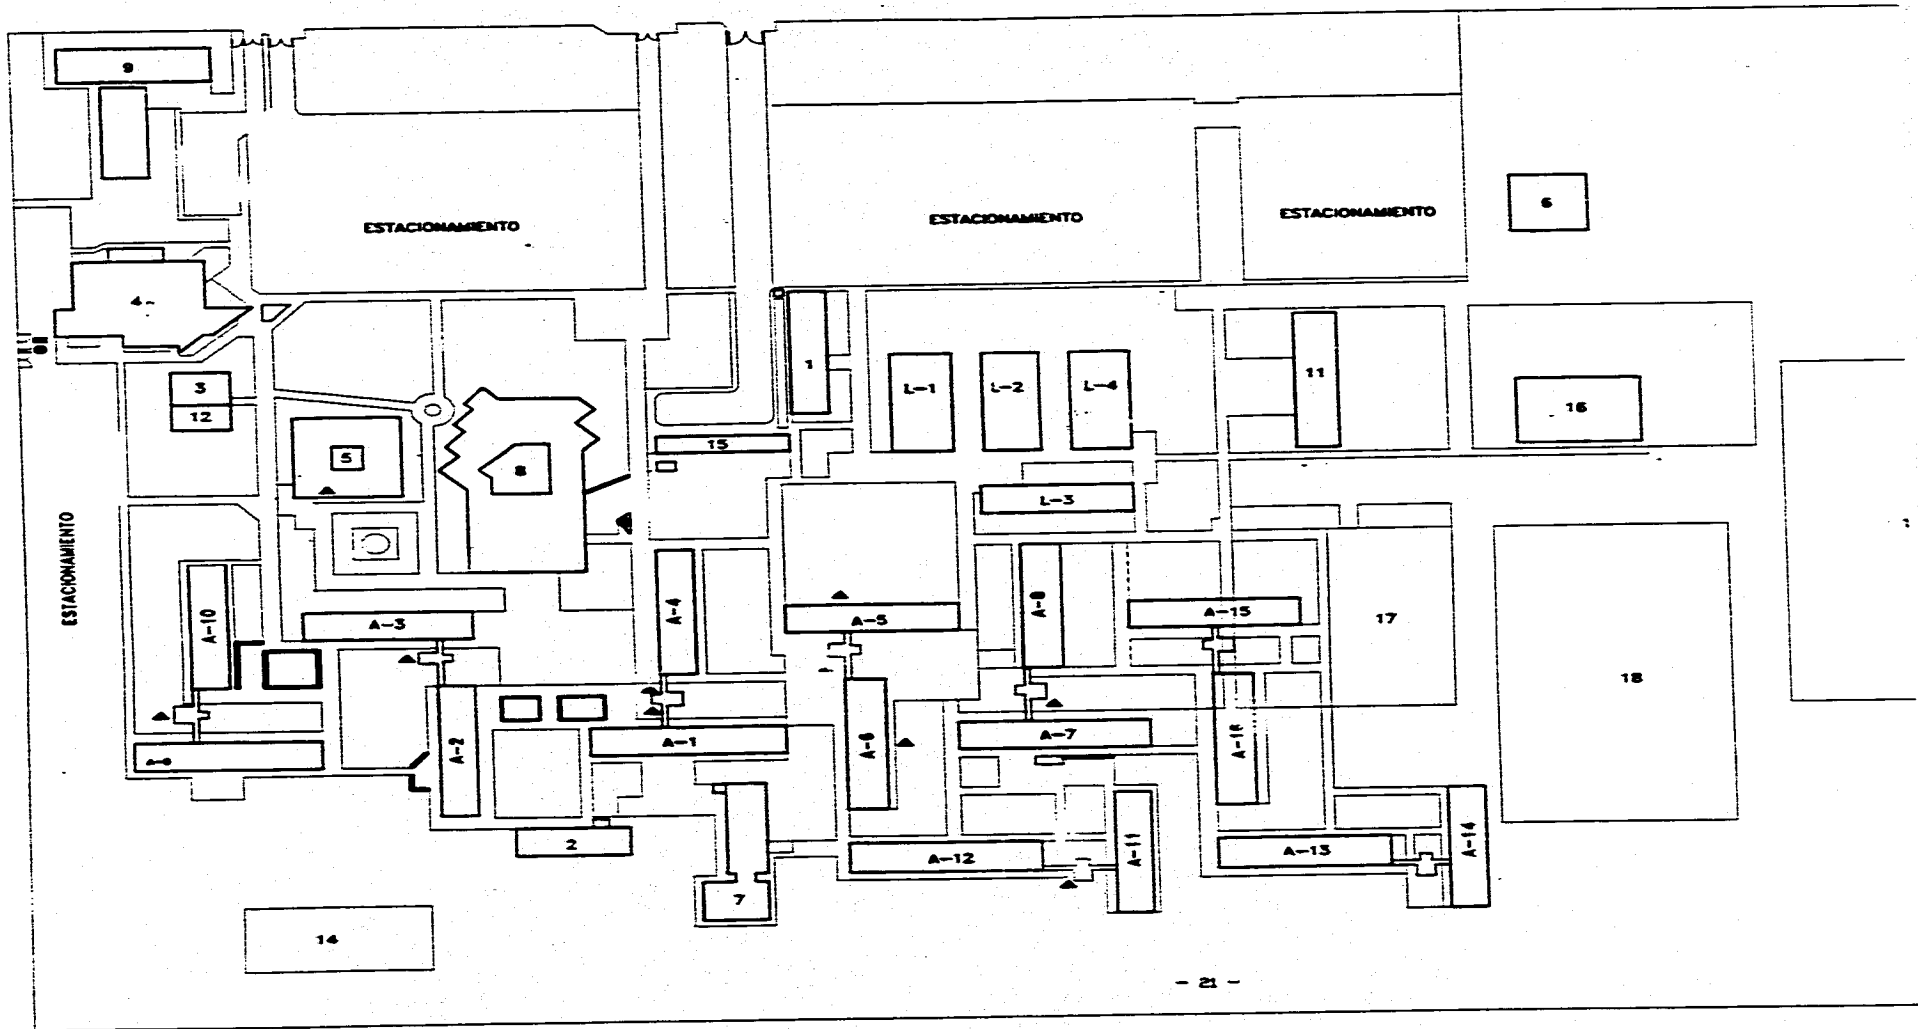 9
ESTACIONAMIENTO
ESTACIONAMIENTO
ESTACIONAMIENTO
6
4
3
12
5
8
15
1
L-1
L-2
L-4
11
16
L-3
ESTACIONAMIENTO
A-10
A-3
A-4
A-5
A-8
A-15
17
18
A-2
A-1
A-6
A-7
A-16
A-9
2
7
A-12
A-11
A-13
A-14
14
- 21 -